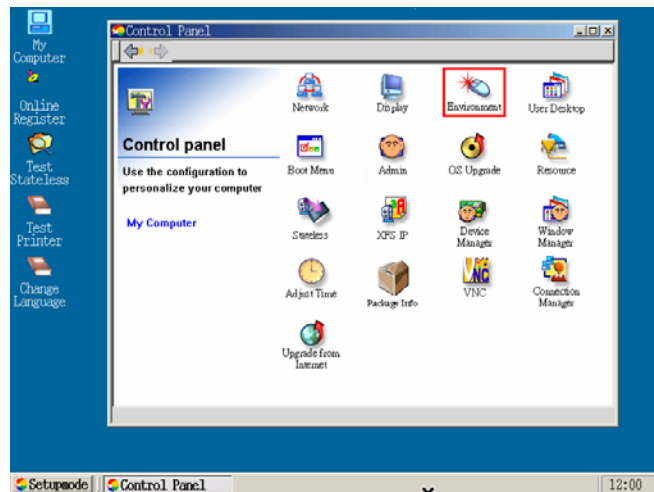 My
Computer
Online
Register
Test
Stateless
Test
Printer
Change
Language
Control Panel
Control panel
Use the configuration to
personalize your computer
My Computer
Network
Display
Environment
User Desktop
Boot Menu
Admin
OS Upgrade
Resource
Stateless
XFS IP
Device
Manager
Window
Manager
Adjust Time
Package Info
VNC
Connection
Manager
Upgrade from
Internet
Setupmode
Control Panel
12:00